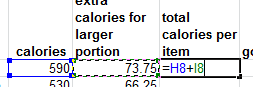 extra
calories for total
larger calories per
calories portion item
590 73.75 =H8+I8
530 66.25